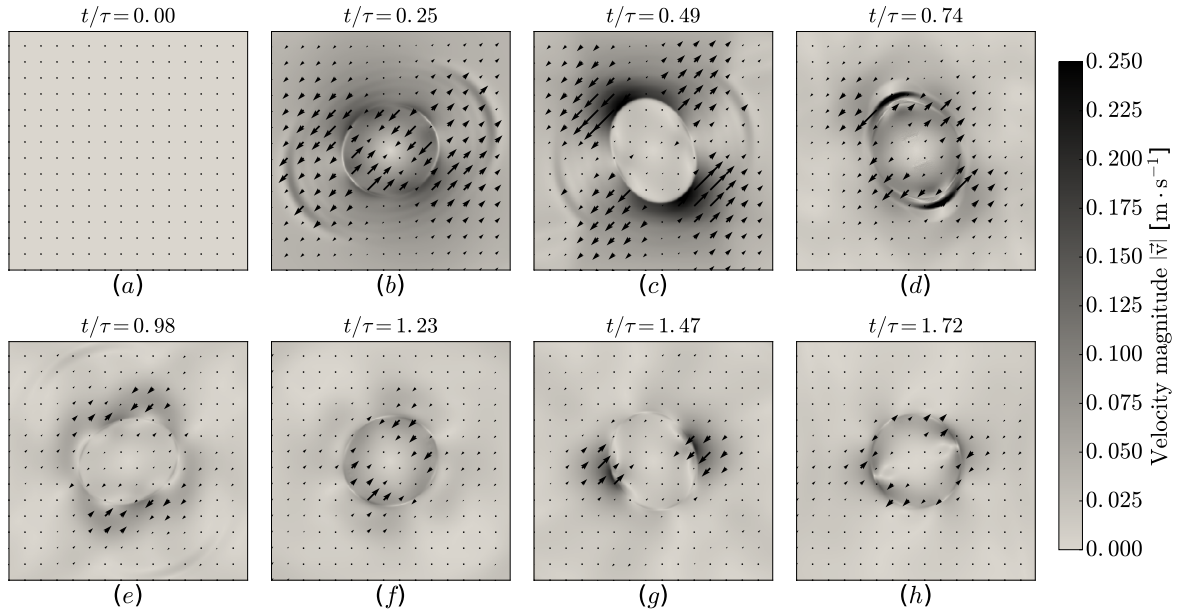 t/τ=0.00
t/τ=0.25
t/τ=0.49
t/τ=0.74
(a)
(b)
(c)
(d)
t/τ=0.98
t/τ=1.23
t/τ=1.47
t/τ=1.72
(e)
(f)
(g)
(h)
0.250
0.225
0.200
0.175
0.150
0.125
0.100
0.075
0.050
0.025
0.000
Velocity magnitude |v⃗| [m·s⁻¹]